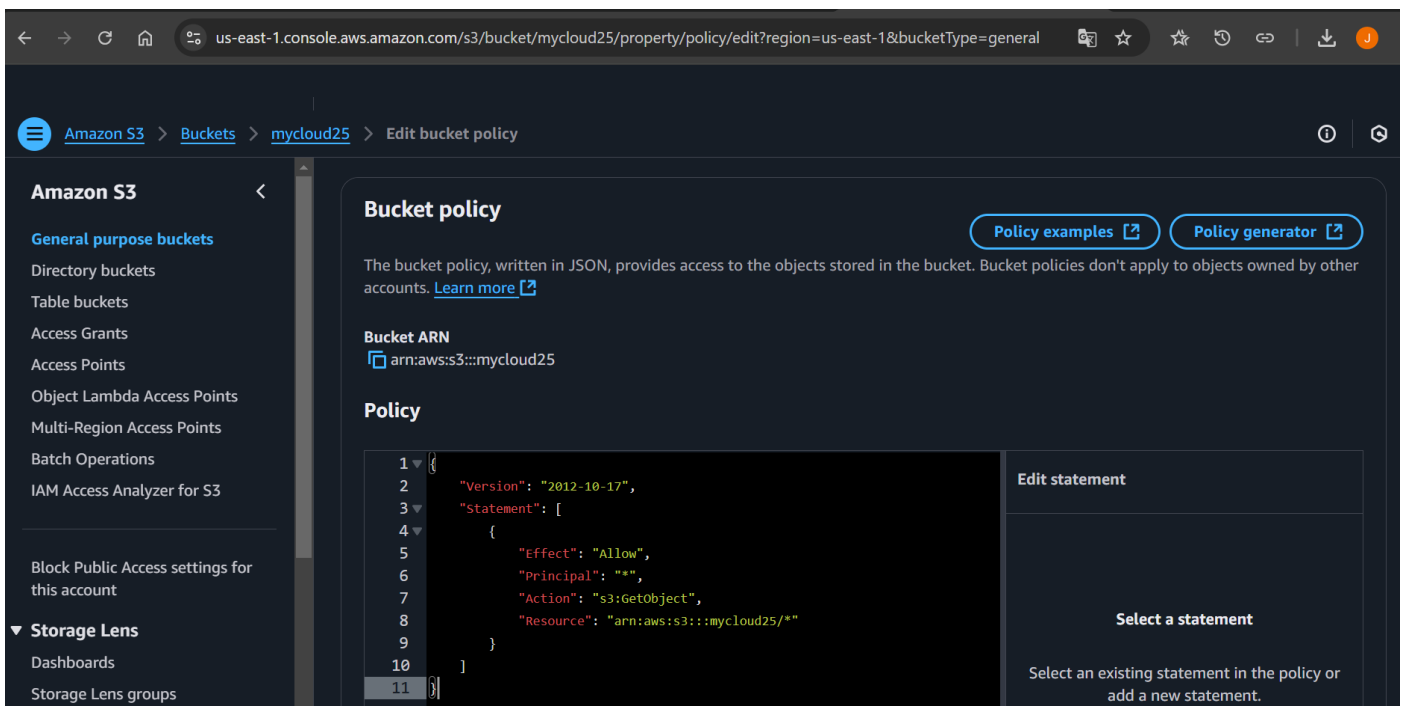 us-east-1.console.aws.amazon.com/s3/bucket/mycloud25/property/policy/edit?region=us-east-1&bucketType=general
J
Amazon S3 > Buckets > mycloud25 > Edit bucket policy
Amazon S3
General purpose buckets
Directory buckets
Table buckets
Access Grants
Access Points
Object Lambda Access Points
Multi-Region Access Points
Batch Operations
IAM Access Analyzer for S3
Block Public Access settings for
this account
Storage Lens
Dashboards
Storage Lens groups
Bucket policy
Policy examples
Policy generator
The bucket policy, written in JSON, provides access to the objects stored in the bucket. Bucket policies don't apply to objects owned by other
accounts. Learn more
Bucket ARN
arn:aws:s3:::mycloud25
Policy
1 {
2 "Version": "2012-10-17",
3 "Statement": [
4 {
5 "Effect": "Allow",
6 "Principal": "*",
7 "Action": "s3:GetObject",
8 "Resource": "arn:aws:s3:::mycloud25/*"
9 }
10 ]
11 }
Edit statement
Select a statement
Select an existing statement in the policy or
add a new statement.